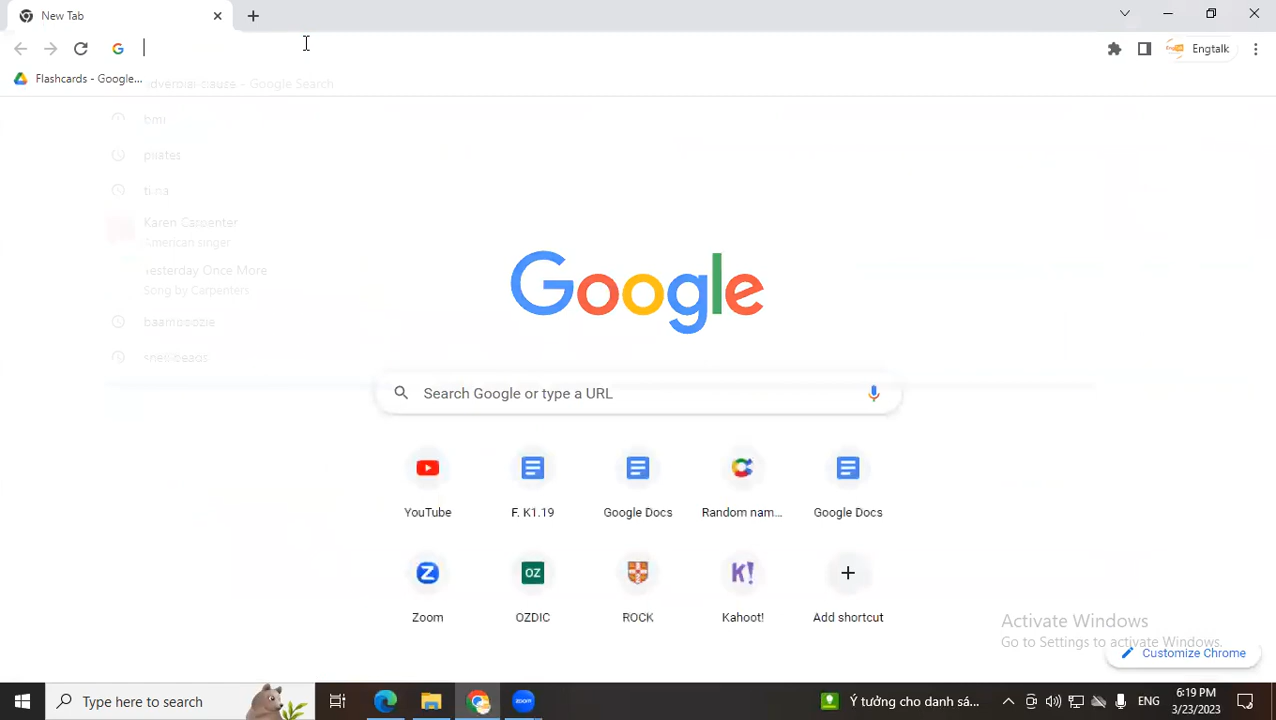 New Tab
Engtalk
Flashcards - Google...
adverbial clause - Google Search
bmi
pilates
Karen Carpenter
American singer
Yesterday Once More
Song by Carpenters
Google
Search Google or type a URL
YouTube
F. K1.19
Google Docs
Random nam...
Google Docs
Z
OZ
K!
Zoom
OZDIC
ROCK
Kahoot!
Add shortcut
Activate Windows
Go to Settings to activate Windows.
Customize Chrome
Type here to search
zoom
Ý tưởng cho danh sá...
ENG
6:19 PM
3/23/2023